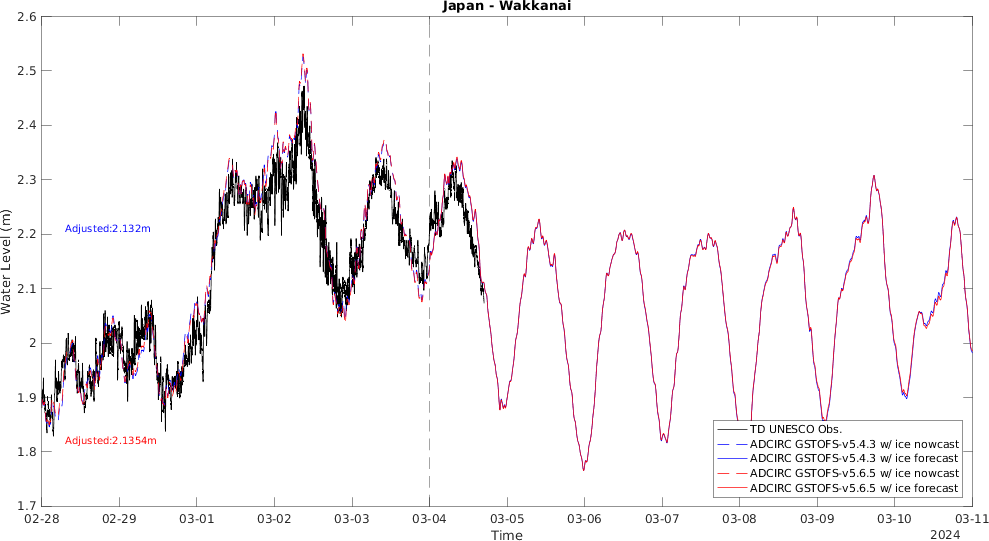 Japan - Wakkanai
2.6
2.5
2.4
2.3
2.2
2.1
2
1.9
1.8
1.7
Water Level (m)
Adjusted:2.132m
Adjusted:2.1354m
TD UNESCO Obs.
ADCIRC GSTOFS-v5.4.3 w/ ice nowcast
ADCIRC GSTOFS-v5.4.3 w/ ice forecast
ADCIRC GSTOFS-v5.6.5 w/ ice nowcast
ADCIRC GSTOFS-v5.6.5 w/ ice forecast
02-28 02-29 03-01 03-02 03-03 03-04 03-05 03-06 03-07 03-08 03-09 03-10 03-11
Time
2024